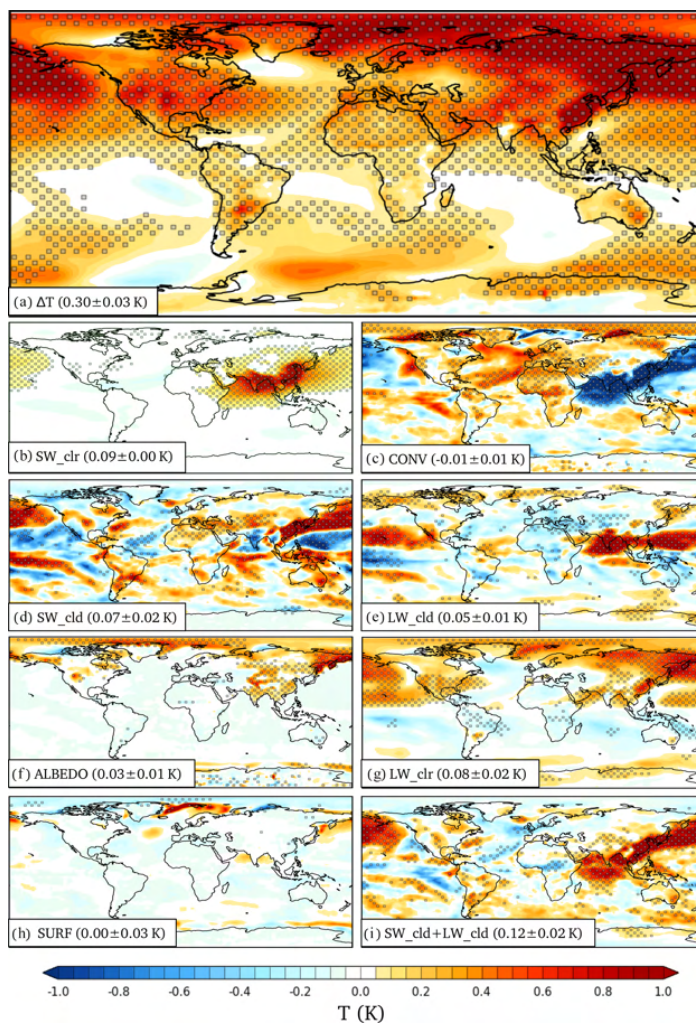 (a) ΔT (0.30±0.03 K)
(b) SW_clr (0.09±0.00 K)
(c) CONV (-0.01±0.01 K)
(d) SW_cld (0.07±0.02 K)
(e) LW_cld (0.05±0.01 K)
(f) ALBEDO (0.03±0.01 K)
(g) LW_clr (0.08±0.02 K)
(h) SURF (0.00±0.03 K)
(i) SW_cld+LW_cld (0.12±0.02 K)
-1.0 -0.8 -0.6 -0.4 -0.2 0.0 0.2 0.4 0.6 0.8 1.0
T (K)